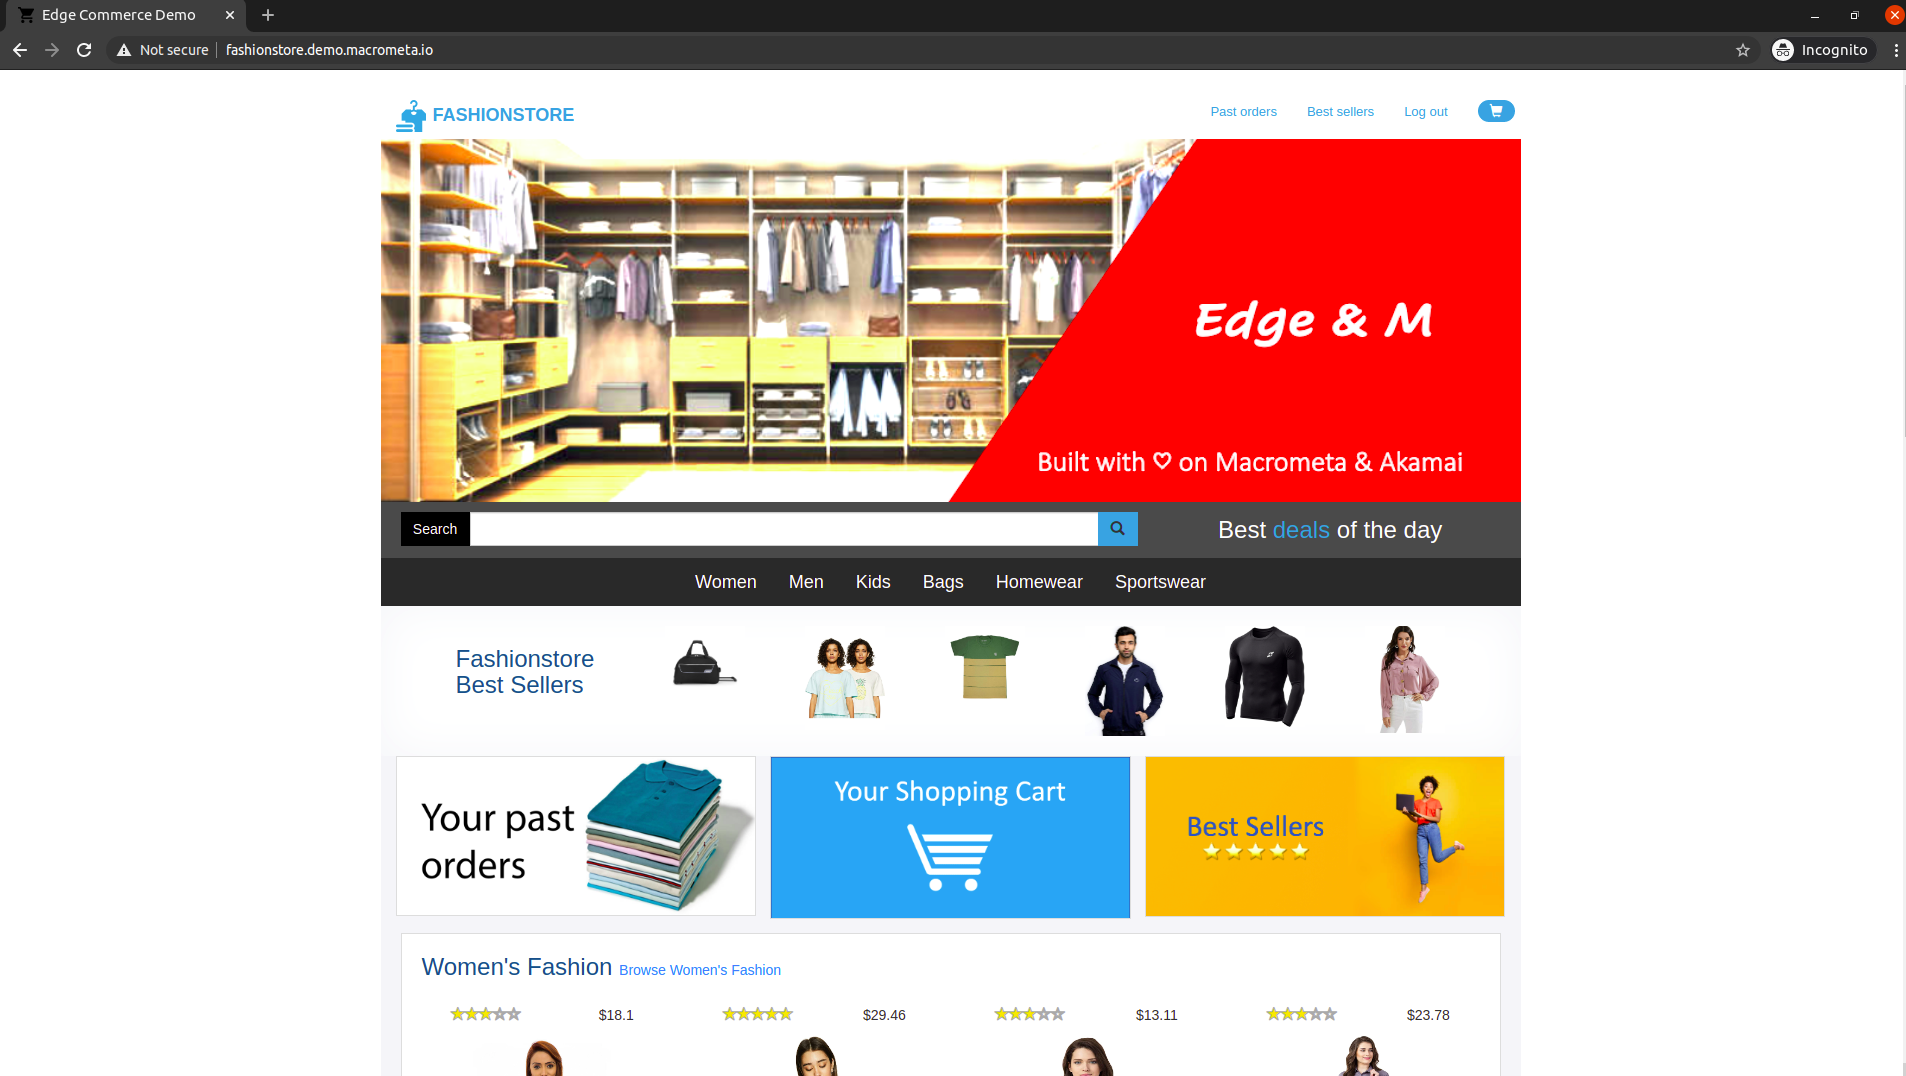 Edge Commerce Demo
Not secure fashionstore.demo.macrometa.io Incognito
FASHIONSTORE Past orders Best sellers Log out
Edge & M
Built with ♡ on Macrometa & Akamai
Search Best deals of the day
Women Men Kids Bags Homewear Sportswear
Fashionstore
Best Sellers
Your past
orders
Your Shopping Cart
Best Sellers
Women's Fashion Browse Women's Fashion
$18.1 $29.46 $13.11 $23.78